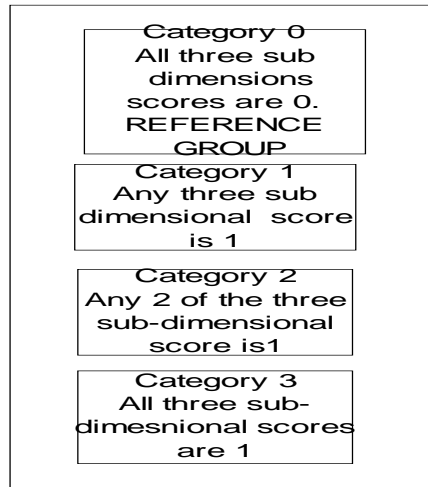 Category 0
All three sub
dimensions
scores are 0.
REFERENCE
GROUP
Category 1
Any three sub
dimensional score
is 1
Category 2
Any 2 of the three
sub-dimensional
score is1
Category 3
All three sub-
dimesnional scores
are 1